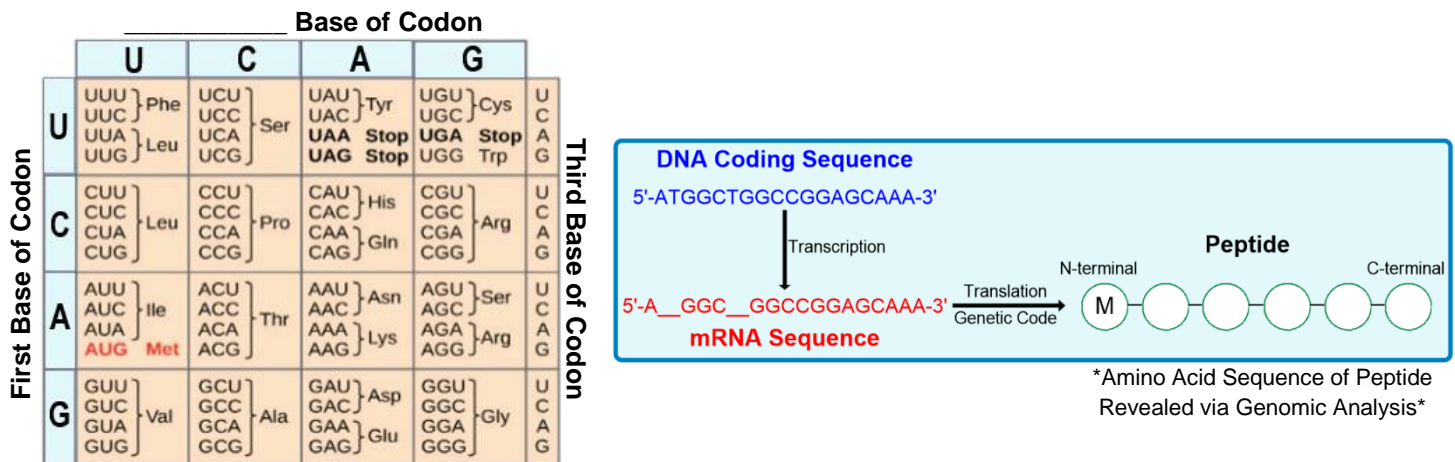 ___________ Base of Codon
U C A G
First Base of Codon
U
UUU
UUC
Phe
UUA
UUG
Leu
UCU
UCC
UCA
UCG
Ser
UAU
UAC
Tyr
UAA Stop
UAG Stop
UGU
UGC
Cys
UGA Stop
UGG Trp
U
C
A
G
C
CUU
CUC
CUA
CUG
Leu
CCU
CCC
CCA
CCG
Pro
CAU
CAC
His
CAA
CAG
Gln
CGU
CGC
CGA
CGG
Arg
U
C
A
G
A
AUU
AUC
AUA
Ile
AUG Met
ACU
ACC
ACA
ACG
Thr
AAU
AAC
Asn
AAA
AAG
Lys
AGU
AGC
Ser
AGA
AGG
Arg
U
C
A
G
G
GUU
GUC
GUA
GUG
Val
GCU
GCC
GCA
GCG
Ala
GAU
GAC
Asp
GAA
GAG
Glu
GGU
GGC
GGA
GGG
Gly
U
C
A
G
Third Base of Codon
DNA Coding Sequence
5'-ATGGCTGGCCGGAGCAAA-3'
Transcription
5'-A__GGC__GGCCGGAGCAAA-3'
mRNA Sequence
Translation
Genetic Code
Peptide
N-terminal
C-terminal
M
*Amino Acid Sequence of Peptide
Revealed via Genomic Analysis*